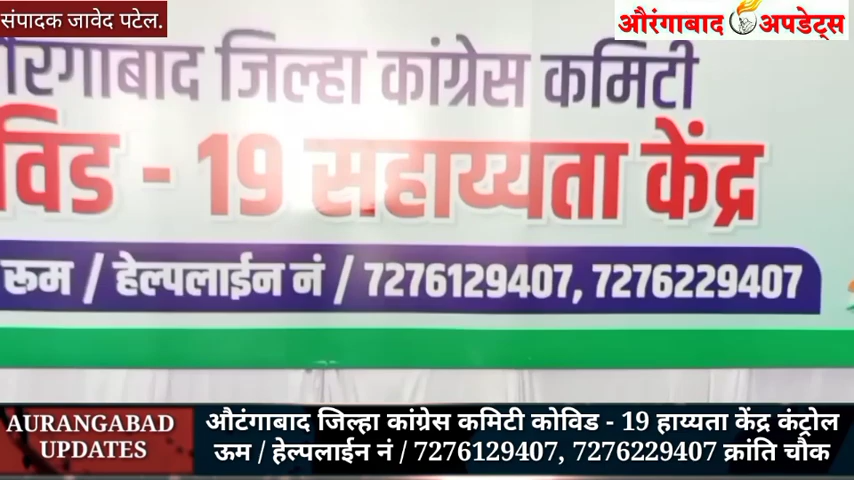 संपादक जावेद पटेल.
औरंगाबाद अपडेट्स
रंगाबाद जिल्हा कांग्रेस कमिटी
विड - 19 सहाय्यता केंद्र
रूम / हेल्पलाईन नं / 7276129407, 7276229407
AURANGABAD
UPDATES
औटंगाबाद जिल्हा कांग्रेस कमिटी कोविड - 19 हाय्यता केंद्र कंट्रोल
ऊम / हेल्पलाईन नं / 7276129407, 7276229407 क्रांति चौक